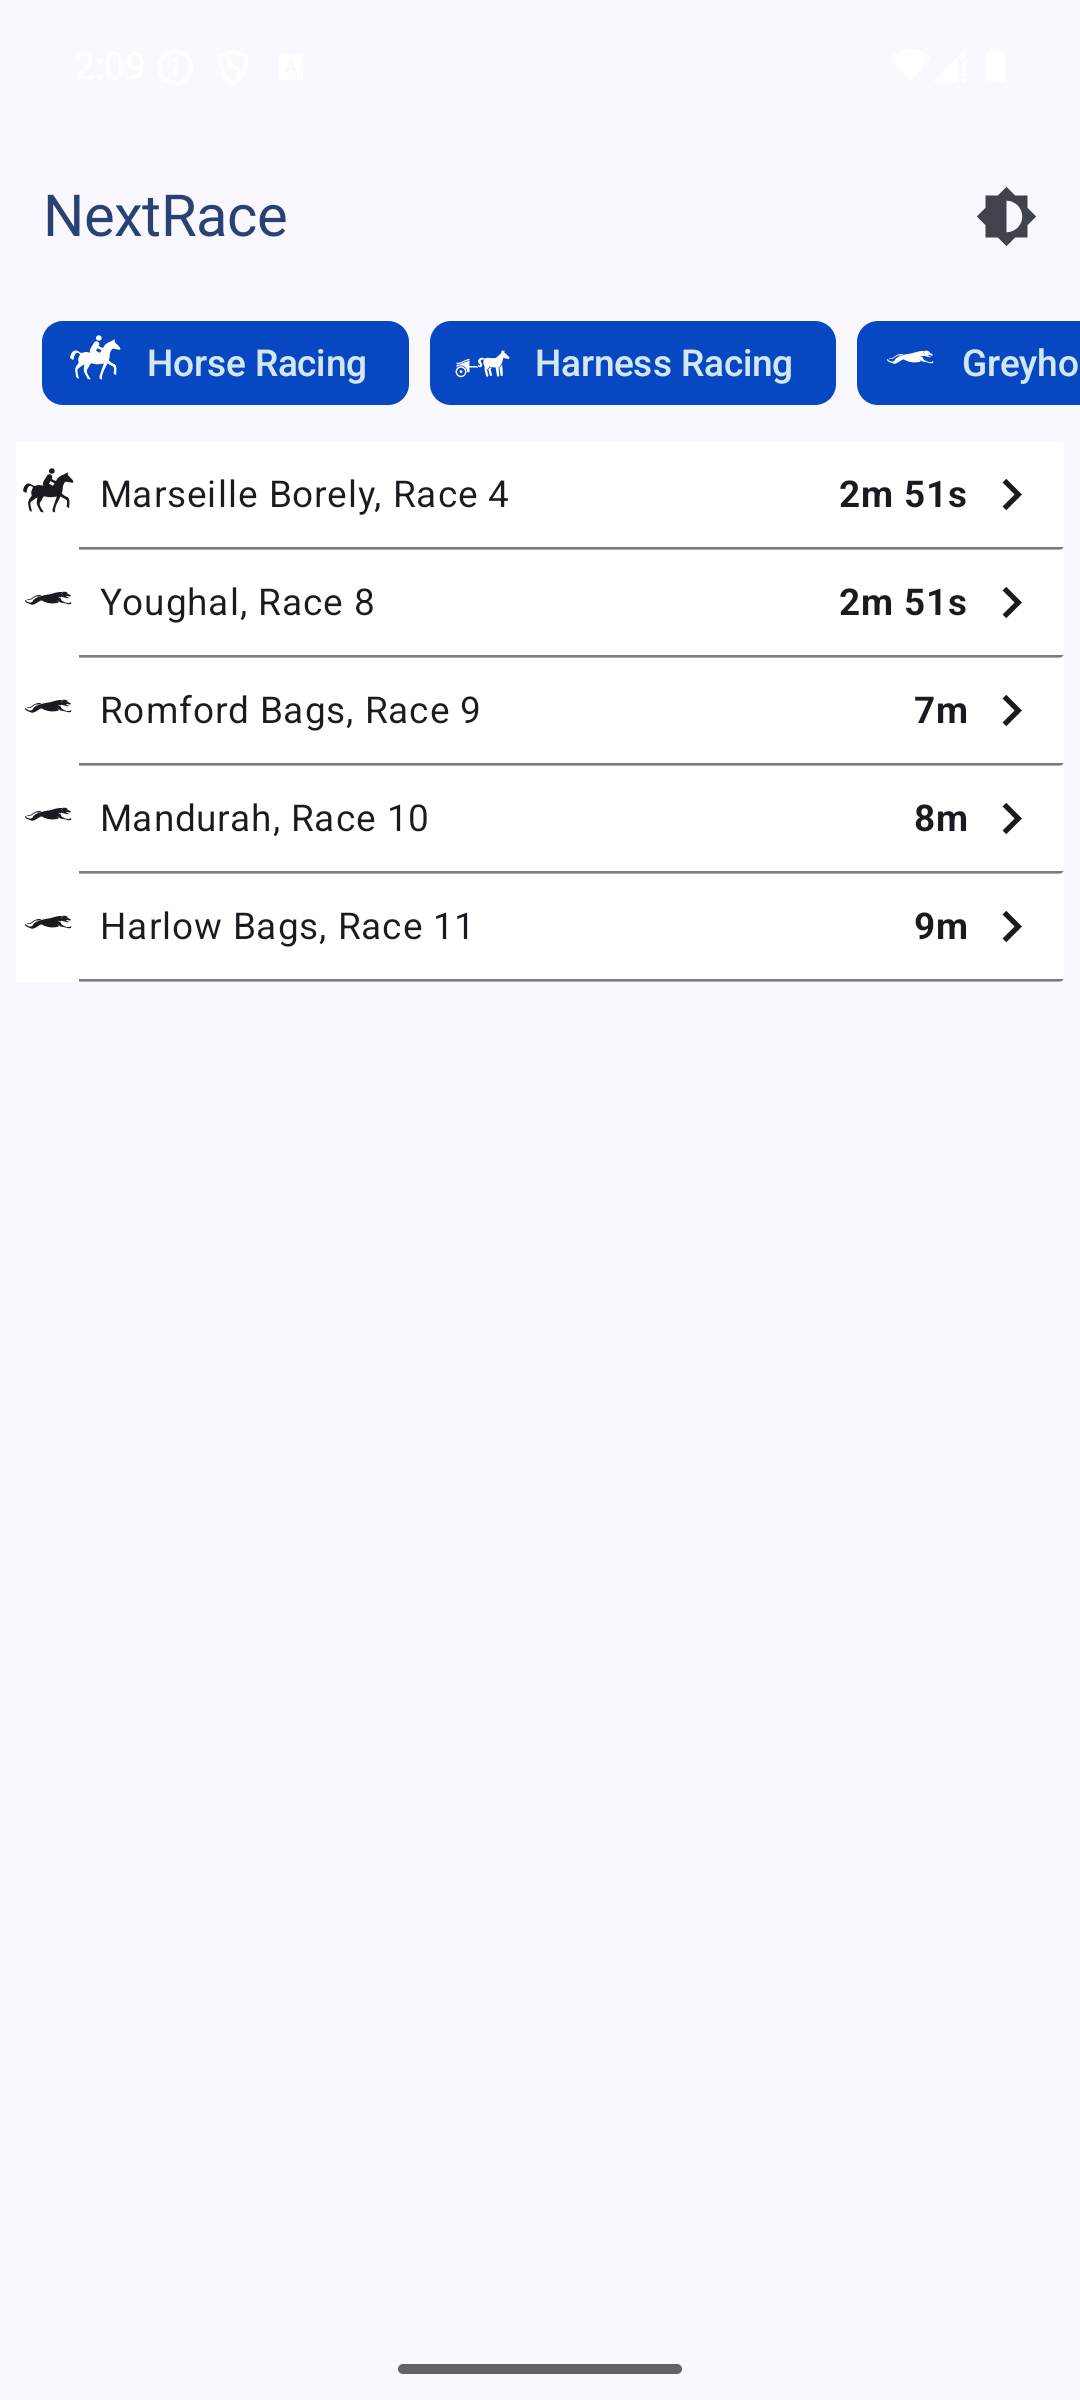 2:09
NextRace
Horse Racing
Harness Racing
Greyho
Marseille Borely, Race 4
2m 51s
Youghal, Race 8
2m 51s
Romford Bags, Race 9
7m
Mandurah, Race 10
8m
Harlow Bags, Race 11
9m